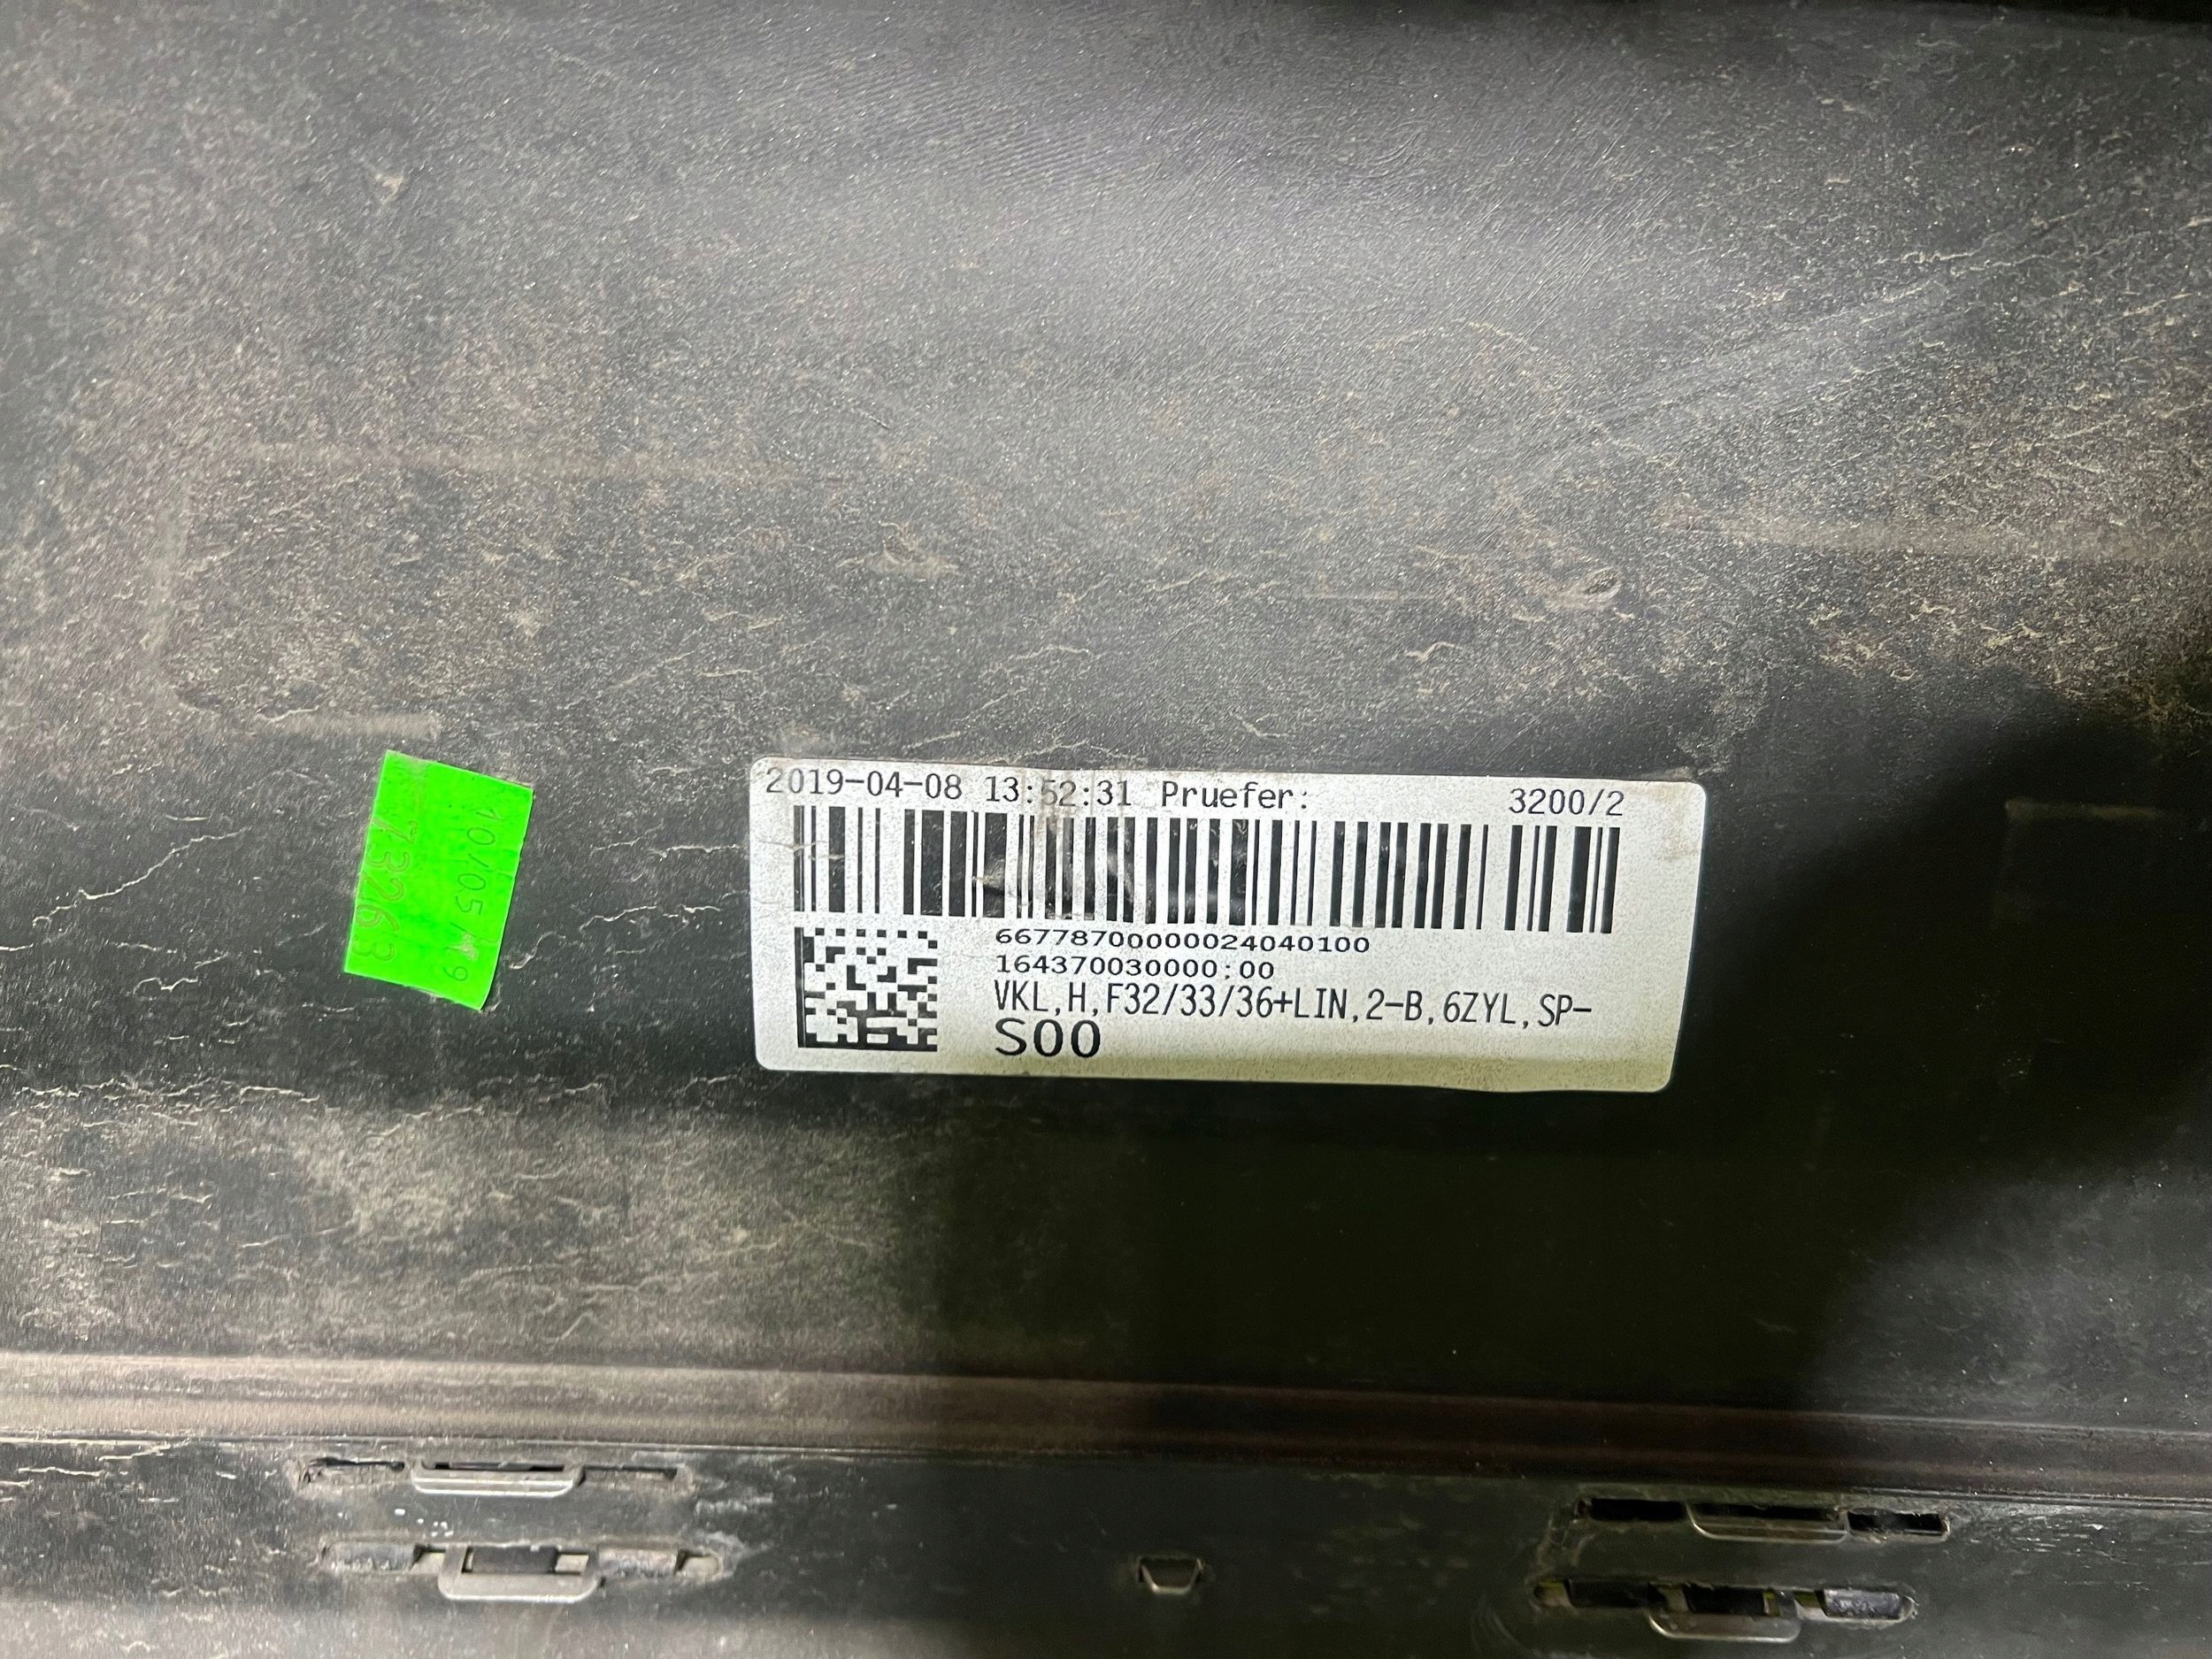 2019-04-08 13:52:31 Pruefer: 3200/2
66778700000024040100
164370030000:00
VKL,H,F32/33/36+LIN,2-B,6ZYL,SP-
S00
10/05/19
73263